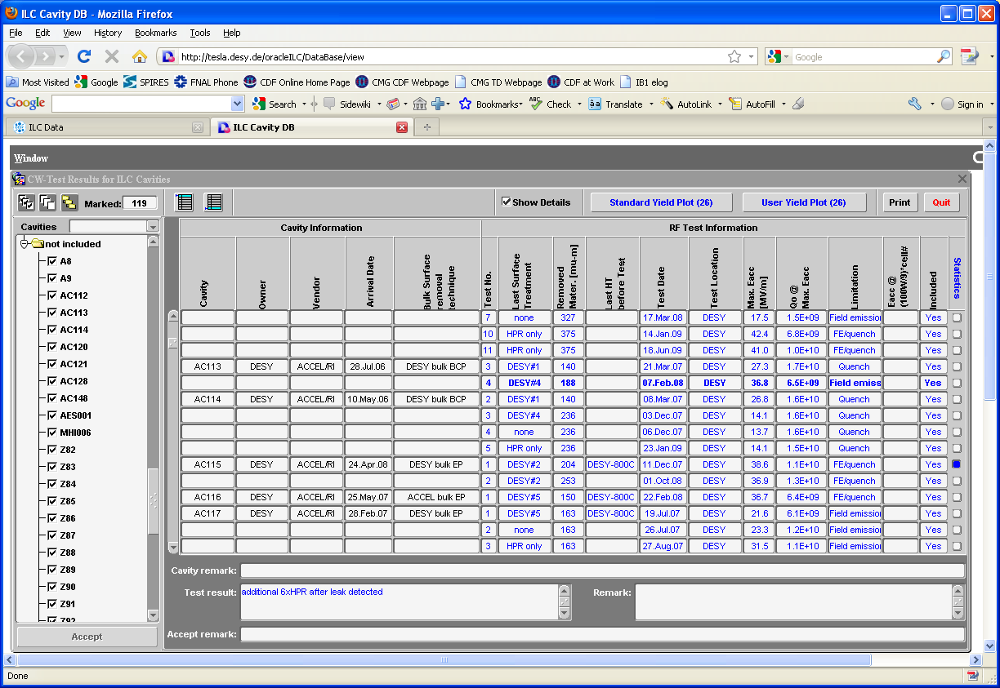 ILC Cavity DB - Mozilla Firefox
File Edit View History Bookmarks Tools Help
http://tesla.desy.de/oracleILC/DataBase/view Google
Most Visited Google SPIRES FNAL Phone CDF Online Home Page CMG CDF Webpage CMG TD Webpage CDF at Work IB1 elog
Google Search Sidewiki Bookmarks Check Translate AutoLink AutoFill Sign in
ILC Data ILC Cavity DB
Window
CW-Test Results for ILC Cavities
Marked: 119 Show Details Standard Yield Plot (26) User Yield Plot (26) Print Quit
Cavities
not included
A8
A9
AC112
AC113
AC114
AC120
AC121
AC128
AC148
AES001
MHI006
Z82
Z83
Z84
Z85
Z86
Z87
Z88
Z89
Z90
Z91
Z92
Accept
Cavity Information RF Test Information
Cavity
Owner
Vendor
Arrival Date
Bulk Surface
removal
technique
Test No.
Last Surface
Treatment
Removed
Mater. [mu-m]
Last HT
before Test
Test Date
Test Location
Max. Eacc
[MV/m]
Qo @
Max. Eacc
Limitation
Eacc @
(100W/9)*cell#
Included
Statistics
7 none 327 17.Mar.08 DESY 17.5 1.5E+09 Field emission Yes
10 HPR only 375 14.Jan.09 DESY 42.4 6.8E+09 FE/quench Yes
11 HPR only 375 18.Jun.09 DESY 41.0 1.0E+10 FE/quench Yes
AC113 DESY ACCEL/RI 28.Jul.06 DESY bulk BCP 3 DESY#1 140 21.Mar.07 DESY 27.3 1.7E+10 Quench Yes
4 DESY#4 188 07.Feb.08 DESY 36.8 6.5E+09 Field emiss Yes
AC114 DESY ACCEL/RI 10.May.06 DESY bulk BCP 2 DESY#1 140 08.Mar.07 DESY 26.8 1.6E+10 Quench Yes
3 DESY#4 236 03.Dec.07 DESY 14.1 1.6E+10 Quench Yes
4 none 236 06.Dec.07 DESY 13.7 1.6E+10 Quench Yes
5 HPR only 236 23.Jan.09 DESY 14.1 1.5E+10 Quench Yes
AC115 DESY ACCEL/RI 24.Apr.08 DESY bulk EP 1 DESY#2 204 DESY-800C 11.Dec.07 DESY 38.6 1.1E+10 FE/quench Yes
2 DESY#2 253 01.Oct.08 DESY 36.9 1.3E+10 FE/quench Yes
AC116 DESY ACCEL/RI 25.May.07 ACCEL bulk EP 1 DESY#5 150 DESY-800C 22.Feb.08 DESY 36.7 6.4E+09 FE/quench Yes
AC117 DESY ACCEL/RI 28.Feb.07 DESY bulk EP 1 DESY#5 163 DESY-800C 19.Jul.07 DESY 21.6 6.1E+09 Field emission Yes
2 none 163 26.Jul.07 DESY 23.3 1.2E+10 Field emission Yes
3 HPR only 163 27.Aug.07 DESY 31.5 1.1E+10 Field emission Yes
Cavity remark:
Test result: additional 6xHPR after leak detected Remark:
Accept remark:
Done